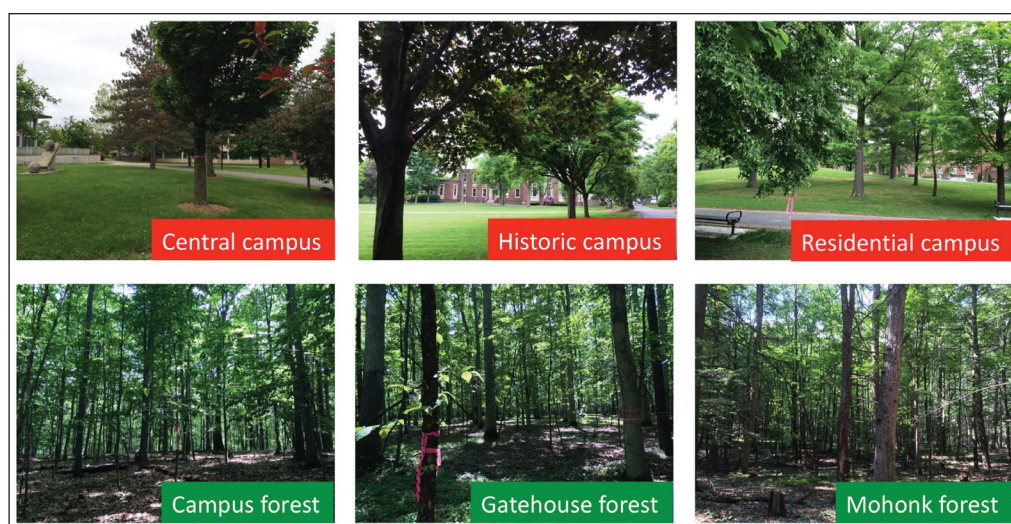 Central campus
Historic campus
Residential campus
Campus forest
Gatehouse forest
Mohonk forest